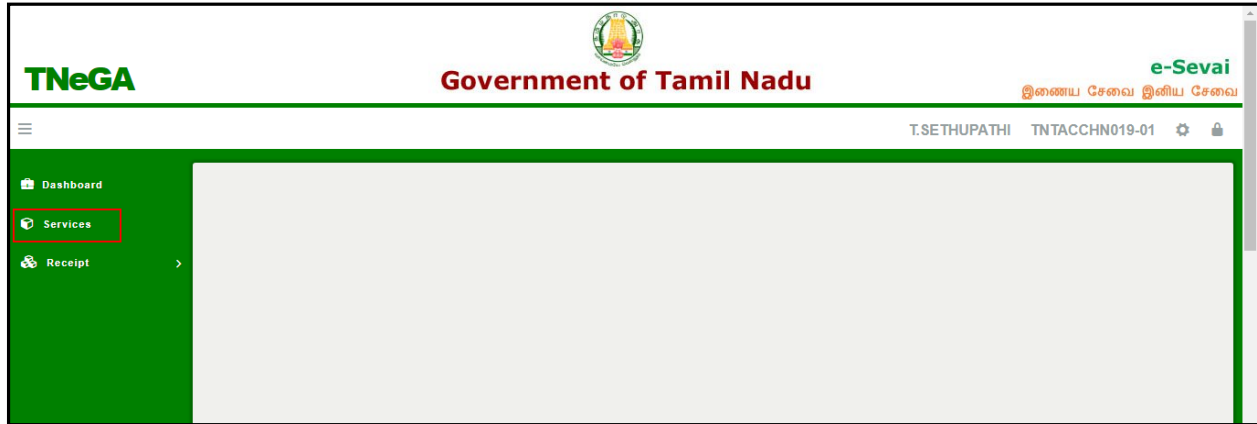 TNeGA
Government of Tamil Nadu
e-Sevai
இணைய சேவை இனிய சேவை
T.SETHUPATHI TNTACCHN019-01
Dashboard
Services
Receipt